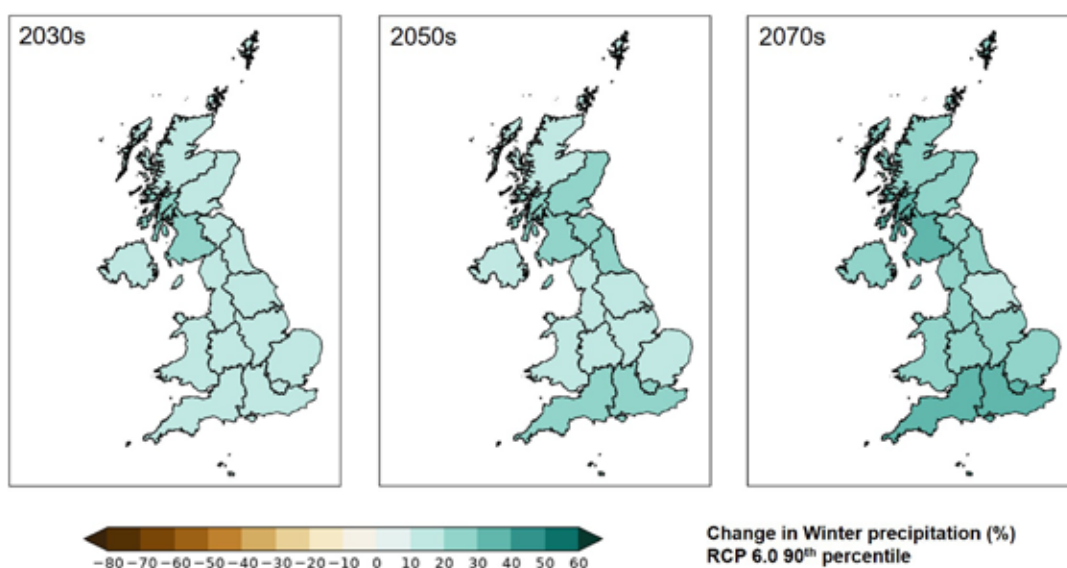 2030s
2050s
2070s
−80 −70 −60 −50 −40 −30 −20 −10 0 10 20 30 40 50 60
Change in Winter precipitation (%)
RCP 6.0 90th percentile